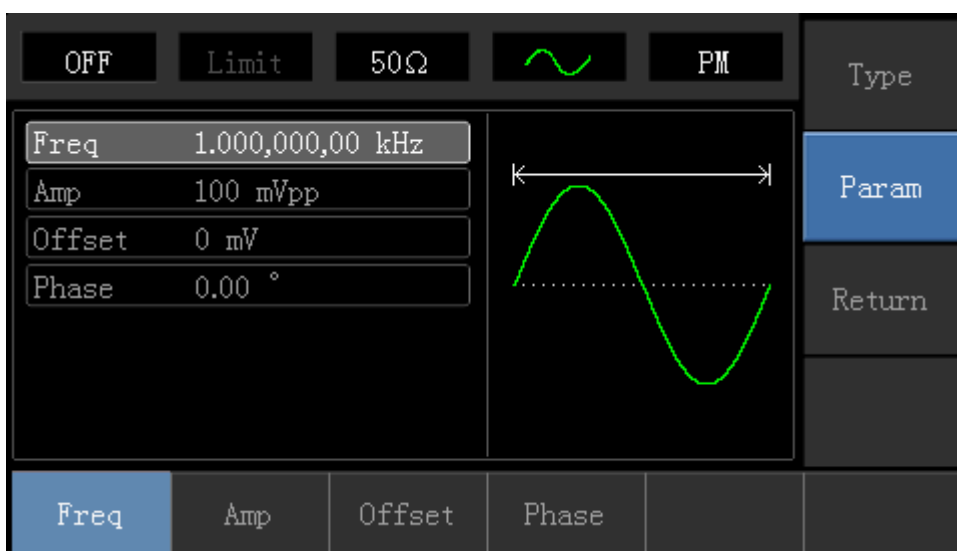 OFF Limit 50Ω PM
Type
Freq 1.000,000,00 kHz
Amp 100 mVpp
Offset 0 mV
Phase 0.00 °
Param
Return
Freq Amp Offset Phase